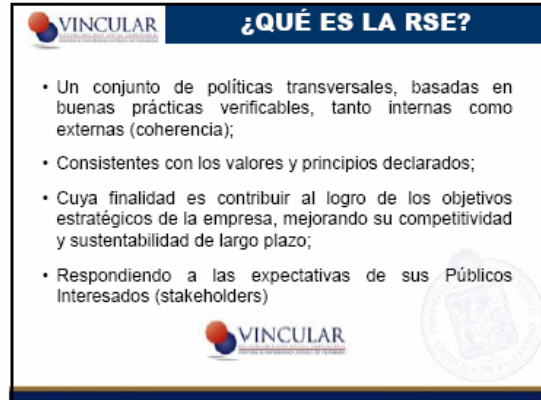 VINCULAR
¿QUÉ ES LA RSE?
• Un conjunto de políticas transversales, basadas en
buenas prácticas verificables, tanto internas como
externas (coherencia);
• Consistentes con los valores y principios declarados;
• Cuya finalidad es contribuir al logro de los objetivos
estratégicos de la empresa, mejorando su competitividad
y sustentabilidad de largo plazo;
• Respondiendo a las expectativas de sus Públicos
Interesados (stakeholders)
VINCULAR